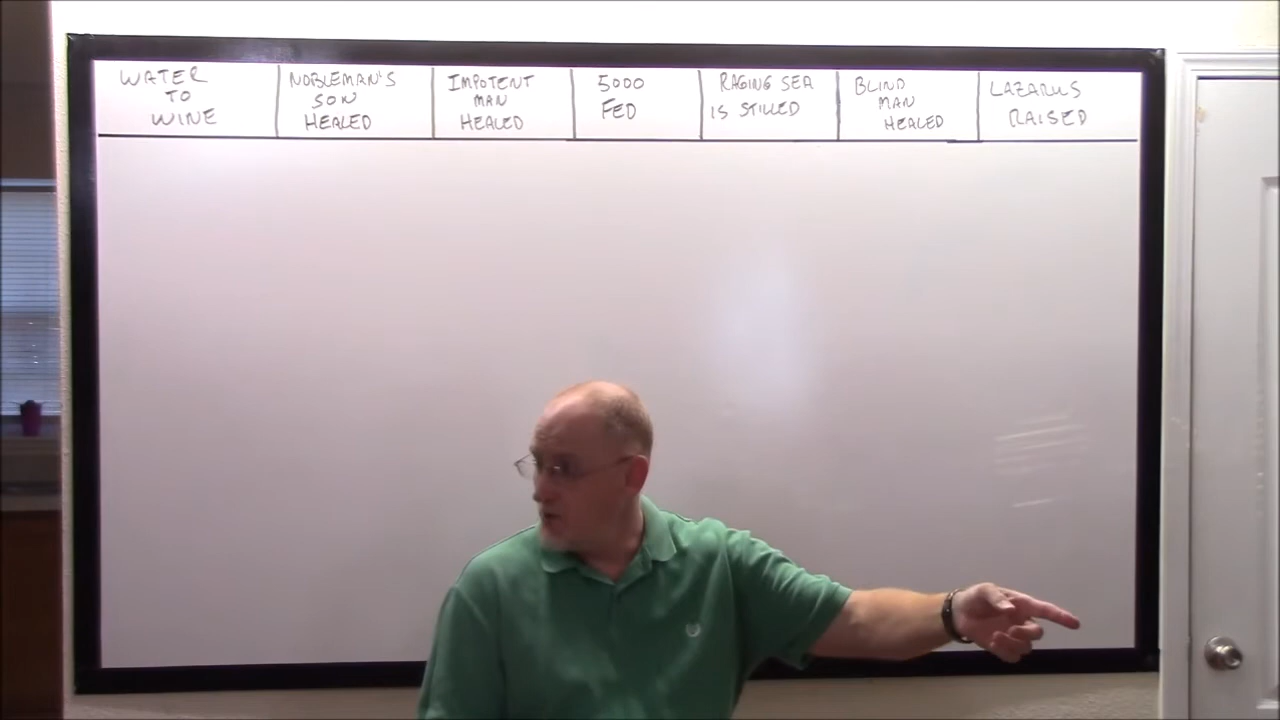 WATER
TO
WINE
NOBLEMAN'S
SON
HEALED
IMPOTENT
MAN
HEALED
5000
FED
RAGING SEA
IS STILLED
BLIND
MAN
HEALED
LAZARUS
RAISED